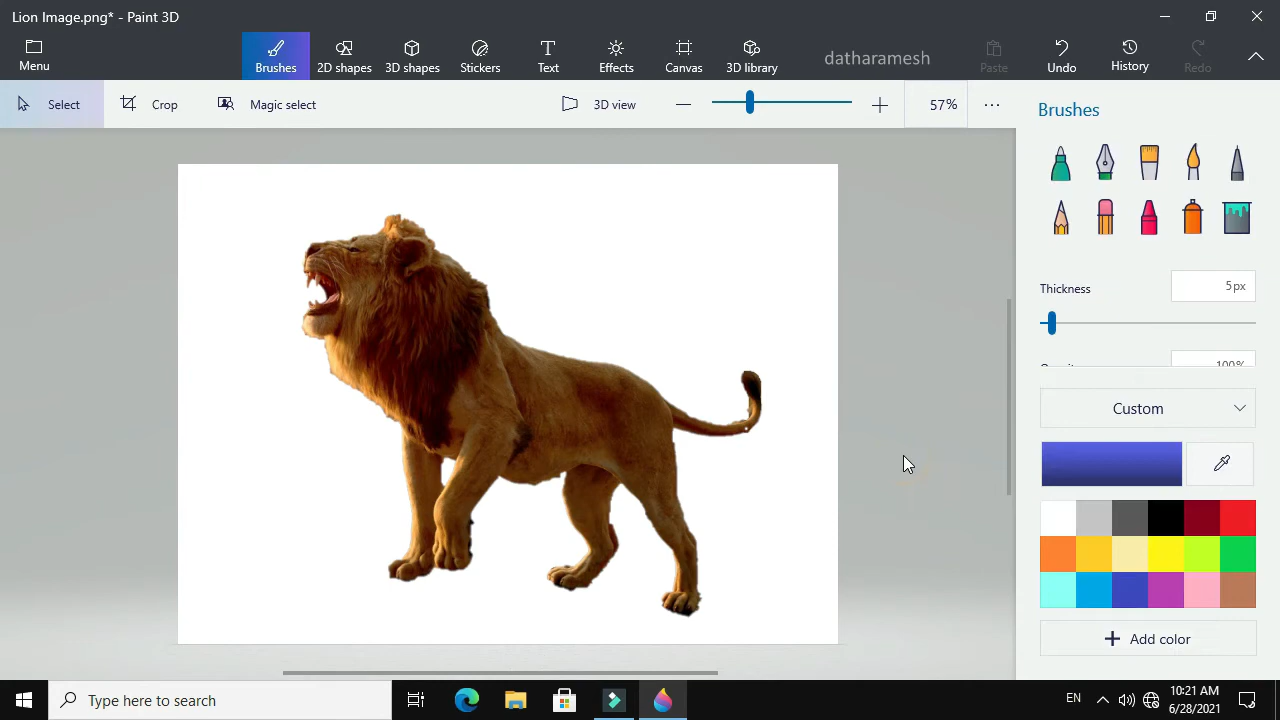 Lion Image.png* - Paint 3D
Menu
Brushes
2D shapes
3D shapes
Stickers
Text
Effects
Canvas
3D library
datharamesh
Paste
Undo
History
Redo
Select
Crop
Magic select
3D view
57%
Brushes
Thickness
5px
Opacity
100%
Custom
Add color
Type here to search
EN
10:21 AM
6/28/2021